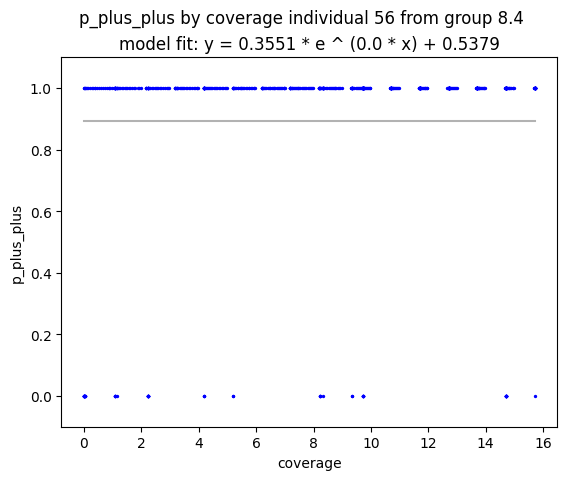 p_plus_plus by coverage individual 56 from group 8.4
model fit: y = 0.3551 * e ^ (0.0 * x) + 0.5379
1.0
0.8
0.6
0.4
0.2
0.0
p_plus_plus
0 2 4 6 8 10 12 14 16
coverage